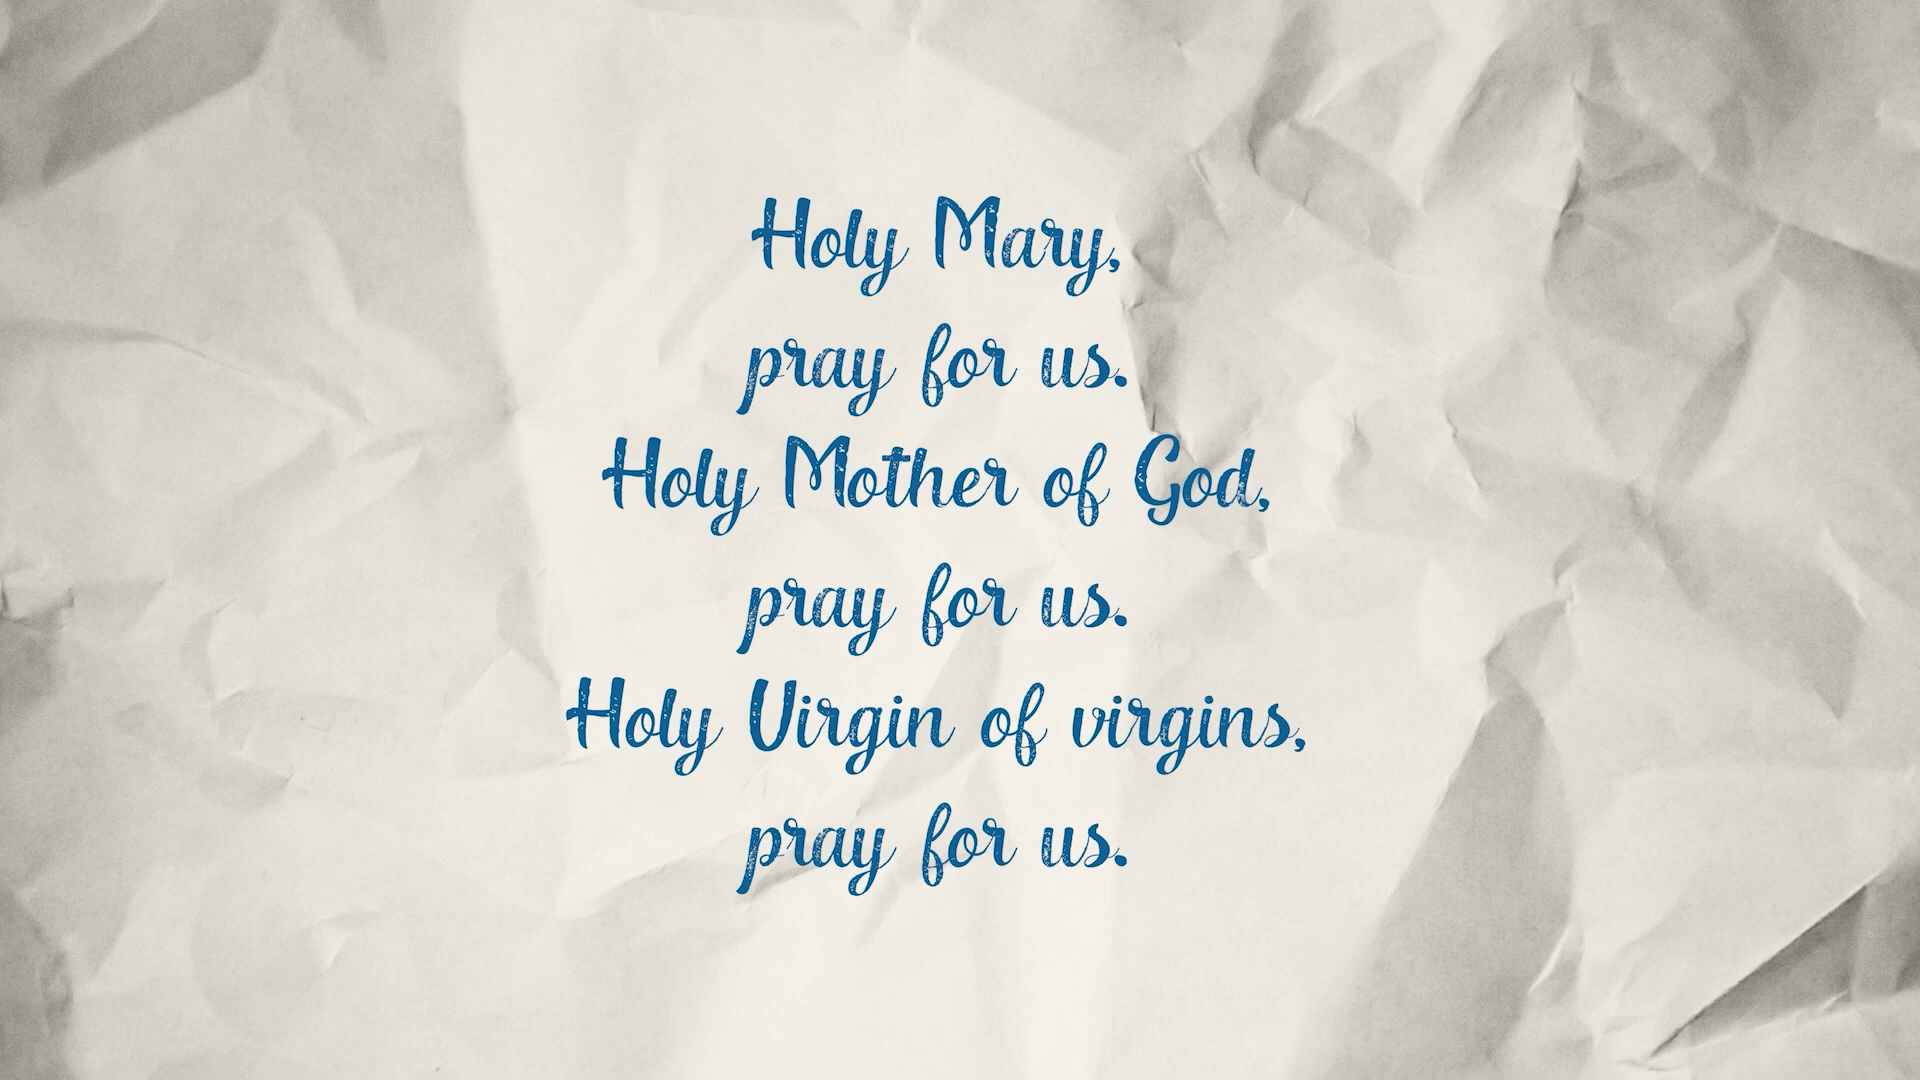 Holy Mary,
pray for us.
Holy Mother of God,
pray for us.
Holy Virgin of virgins,
pray for us.